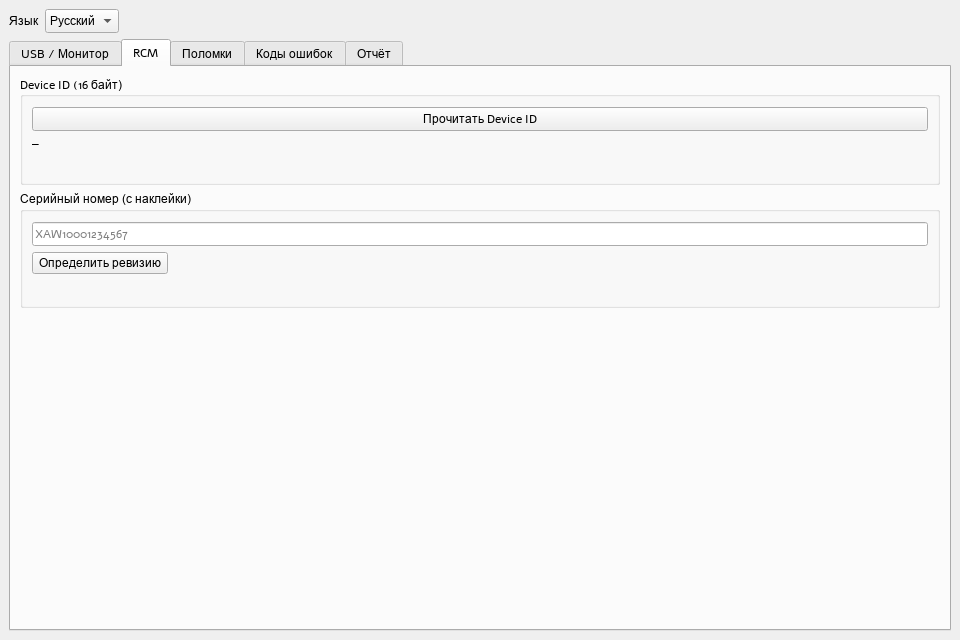 Язык Русский
USB / Монитор RCM Поломки Коды ошибок Отчёт
Device ID (16 байт)
Прочитать Device ID
–
Серийный номер (с наклейки)
XAW10001234567
Определить ревизию